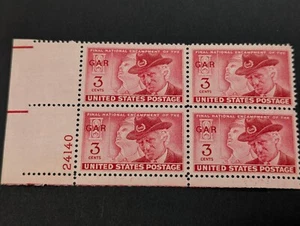 FINAL NATIONAL ENCAMPMENT OF THE
GAR
3
CENTS
UNITED STATES POSTAGE
FINAL NATIONAL ENCAMPMENT OF THE
GAR
3
CENTS
UNITED STATES POSTAGE
FINAL NATIONAL ENCAMPMENT OF THE
GAR
3
CENTS
UNITED STATES POSTAGE
FINAL NATIONAL ENCAMPMENT OF THE
GAR
3
CENTS
UNITED STATES POSTAGE
24140